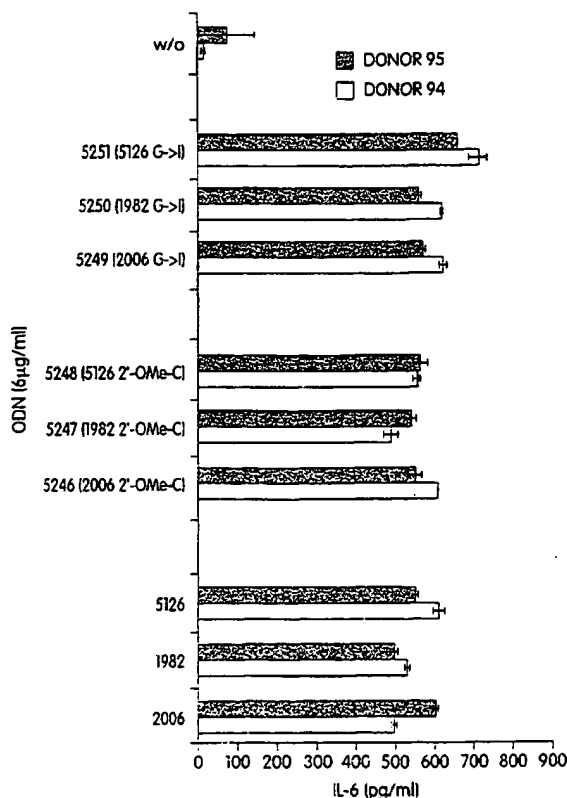 w/o
DONOR 95
DONOR 94
5251 (5126 G->I)
5250 (1982 G->I)
5249 (2006 G->I)
5248 (5126 2'-OMe-C)
5247 (1982 2'-OMe-C)
5246 (2006 2'-OMe-C)
5126
1982
2006
ODN (6µg/ml)
0 100 200 300 400 500 600 700 800 900
IL-6 (pg/ml)